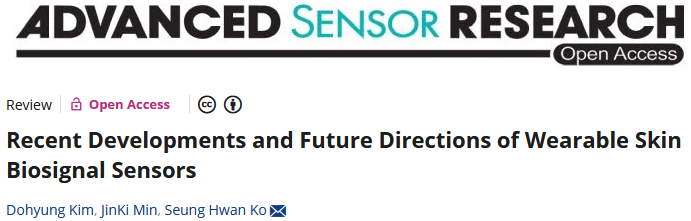 ADVANCED SENSOR RESEARCH
Open Access
Review Open Access cc
Recent Developments and Future Directions of Wearable Skin
Biosignal Sensors
Dohyung Kim, JinKi Min, Seung Hwan Ko